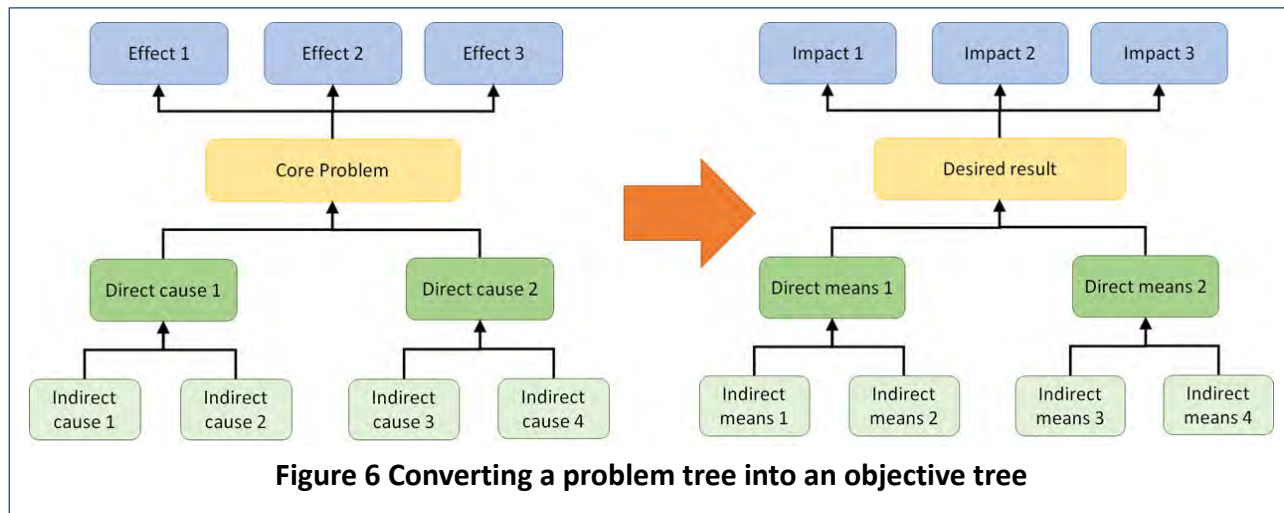 Effect 1
Effect 2
Effect 3
Core Problem
Direct cause 1
Direct cause 2
Indirect
cause 1
Indirect
cause 2
Indirect
cause 3
Indirect
cause 4
Impact 1
Impact 2
Impact 3
Desired result
Direct means 1
Direct means 2
Indirect
means 1
Indirect
means 2
Indirect
means 3
Indirect
means 4
Figure 6 Converting a problem tree into an objective tree